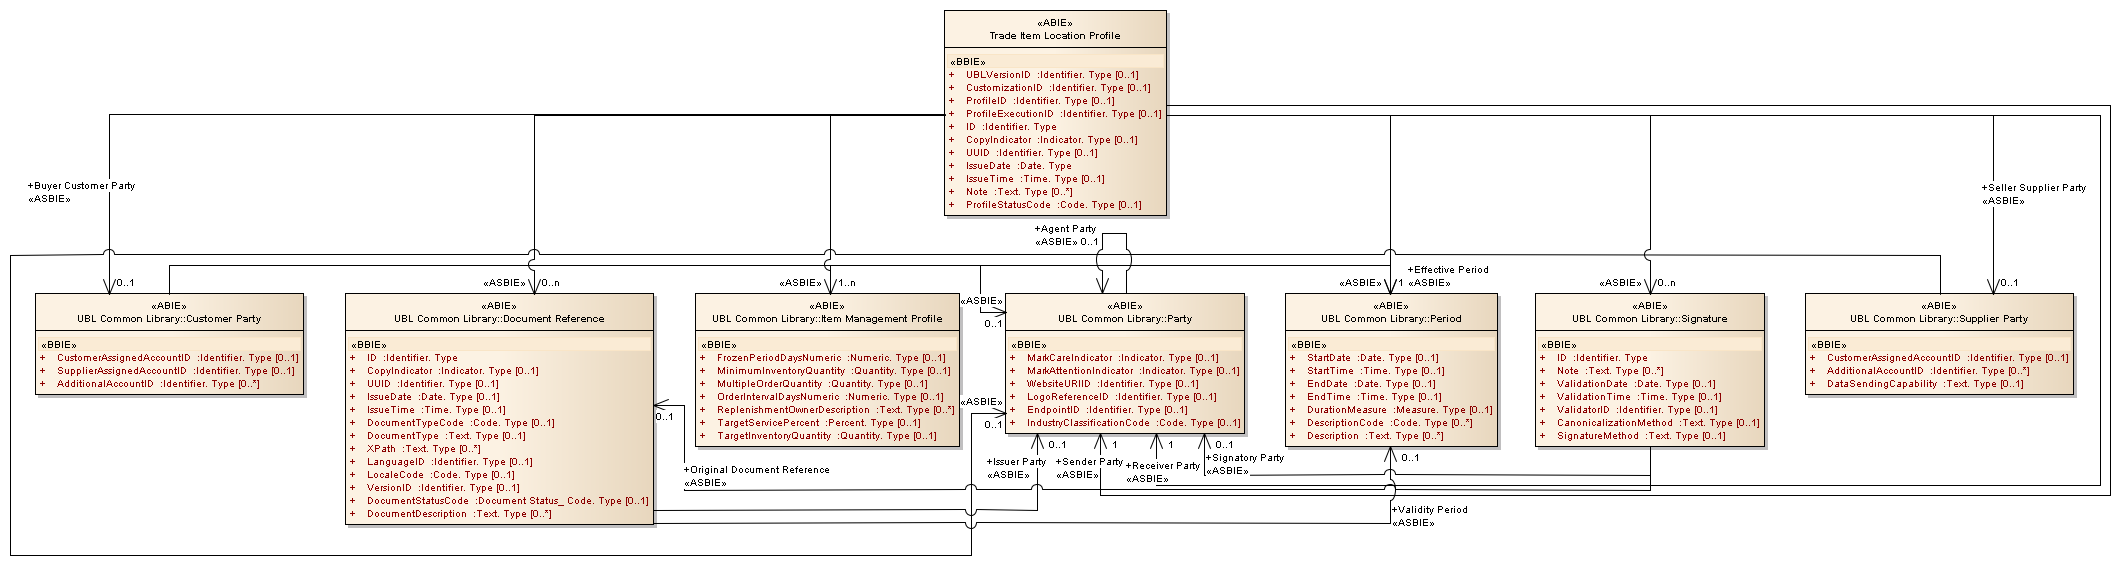 «ABIE»
Trade Item Location Profile
«BBIE»
+ UBLVersionID :Identifier. Type [0..1]
+ CustomizationID :Identifier. Type [0..1]
+ ProfileID :Identifier. Type [0..1]
+ ProfileExecutionID :Identifier. Type [0..1]
+ ID :Identifier. Type
+ CopyIndicator :Indicator. Type [0..1]
+ UUID :Identifier. Type [0..1]
+ IssueDate :Date. Type
+ IssueTime :Time. Type [0..1]
+ Note :Text. Type [0..*]
+ ProfileStatusCode :Code. Type [0..1]
+Buyer Customer Party
«ASBIE»
0..1
+Seller Supplier Party
«ASBIE»
0..1
+Agent Party
«ASBIE» 0..1
«ASBIE» 0..n
«ASBIE» 1..n
«ASBIE»
0..1
+Effective Period
«ASBIE» 1 «ASBIE»
«ASBIE» 0..n
«ABIE»
UBL Common Library::Customer Party
«BBIE»
+ CustomerAssignedAccountID :Identifier. Type [0..1]
+ SupplierAssignedAccountID :Identifier. Type [0..1]
+ AdditionalAccountID :Identifier. Type [0..*]
«ABIE»
UBL Common Library::Document Reference
«BBIE»
+ ID :Identifier. Type
+ CopyIndicator :Indicator. Type [0..1]
+ UUID :Identifier. Type [0..1]
+ IssueDate :Date. Type [0..1]
+ IssueTime :Time. Type [0..1]
+ DocumentTypeCode :Code. Type [0..1]
+ DocumentType :Text. Type [0..1]
+ XPath :Text. Type [0..*]
+ LanguageID :Identifier. Type [0..1]
+ LocaleCode :Code. Type [0..1]
+ VersionID :Identifier. Type [0..1]
+ DocumentStatusCode :Document Status_ Code. Type [0..1]
+ DocumentDescription :Text. Type [0..*]
«ABIE»
UBL Common Library::Item Management Profile
«BBIE»
+ FrozenPeriodDaysNumeric :Numeric. Type [0..1]
+ MinimumInventoryQuantity :Quantity. Type [0..1]
+ MultipleOrderQuantity :Quantity. Type [0..1]
+ OrderIntervalDaysNumeric :Numeric. Type [0..1]
+ ReplenishmentOwnerDescription :Text. Type [0..*]
+ TargetServicePercent :Percent. Type [0..1]
+ TargetInventoryQuantity :Quantity. Type [0..1]
«ABIE»
UBL Common Library::Party
«BBIE»
+ MarkCareIndicator :Indicator. Type [0..1]
+ MarkAttentionIndicator :Indicator. Type [0..1]
+ WebsiteURIID :Identifier. Type [0..1]
+ LogoReferenceID :Identifier. Type [0..1]
+ EndpointID :Identifier. Type [0..1]
+ IndustryClassificationCode :Code. Type [0..1]
«ABIE»
UBL Common Library::Period
«BBIE»
+ StartDate :Date. Type [0..1]
+ StartTime :Time. Type [0..1]
+ EndDate :Date. Type [0..1]
+ EndTime :Time. Type [0..1]
+ DurationMeasure :Measure. Type [0..1]
+ DescriptionCode :Code. Type [0..*]
+ Description :Text. Type [0..*]
«ABIE»
UBL Common Library::Signature
«BBIE»
+ ID :Identifier. Type
+ Note :Text. Type [0..*]
+ ValidationDate :Date. Type [0..1]
+ ValidationTime :Time. Type [0..1]
+ ValidatorID :Identifier. Type [0..1]
+ CanonicalizationMethod :Text. Type [0..1]
+ SignatureMethod :Text. Type [0..1]
«ABIE»
UBL Common Library::Supplier Party
«BBIE»
+ CustomerAssignedAccountID :Identifier. Type [0..1]
+ AdditionalAccountID :Identifier. Type [0..*]
+ DataSendingCapability :Text. Type [0..1]
«ASBIE»
0..1
0..1
+Original Document Reference
«ASBIE»
0..1
+Issuer Party
«ASBIE»
1
+Sender Party
«ASBIE»
1
+Receiver Party
«ASBIE»
0..1
+Signatory Party
«ASBIE»
0..1
+Validity Period
«ASBIE»